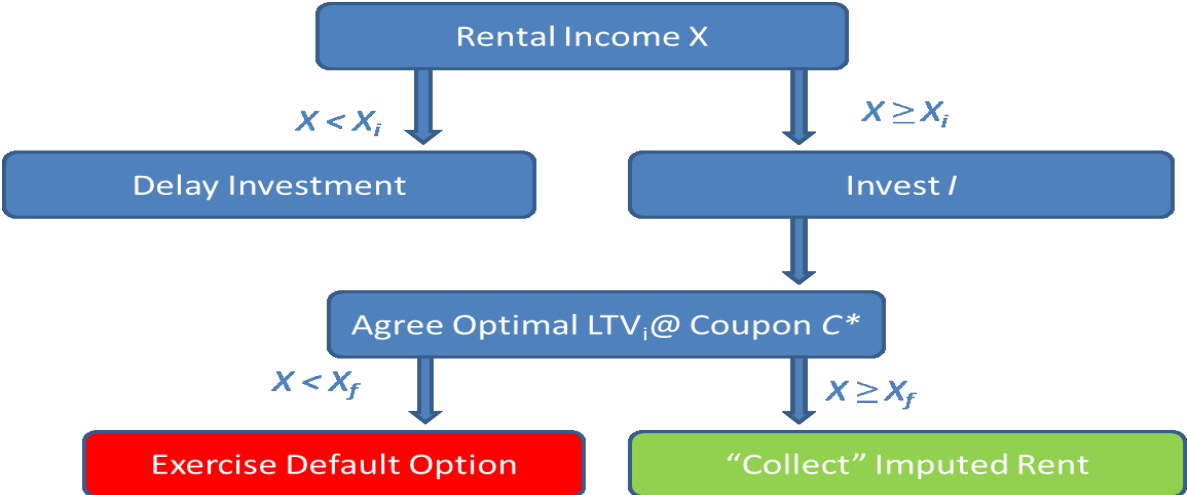 Rental Income X
X < Xi
X ≥ Xi
Delay Investment
Invest I
Agree Optimal LTVi@ Coupon C*
X < Xf
X ≥ Xf
Exercise Default Option
“Collect” Imputed Rent